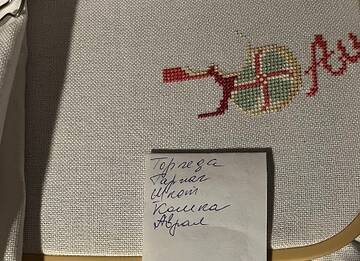 Торпеда
Шкот
Кошка
Аврал